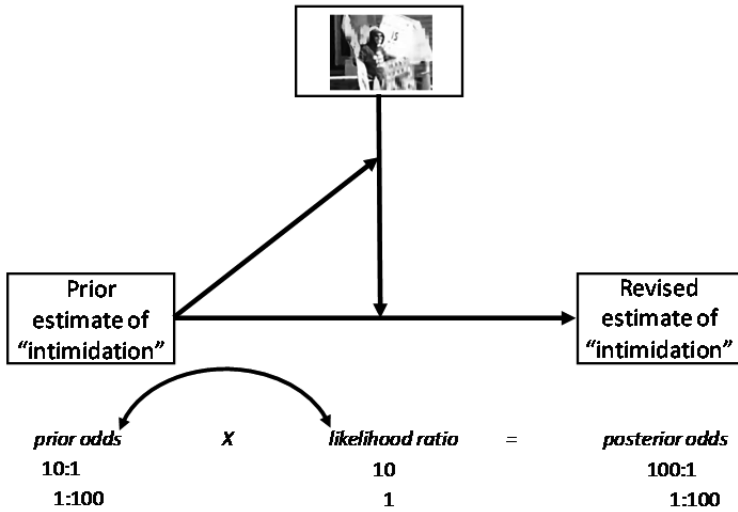 Prior
estimate of
“intimidation”
Revised
estimate of
“intimidation”
prior odds X likelihood ratio = posterior odds
10:1 10 100:1
1:100 1 1:100